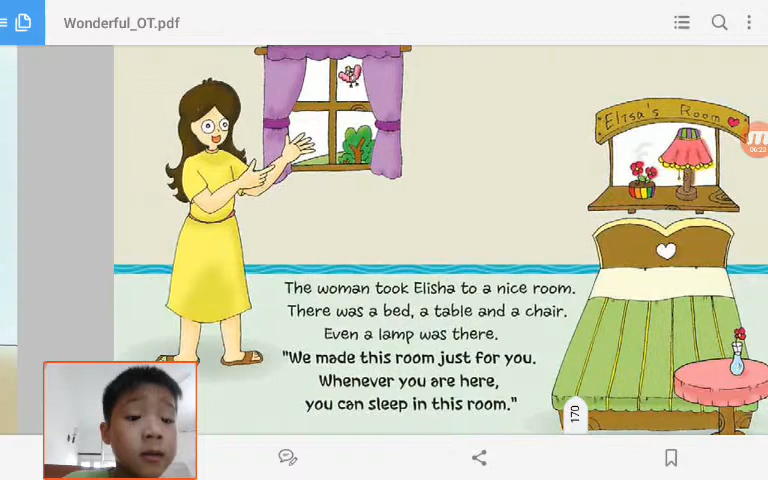 Wonderful_OT.pdf
Elisa's Room
06:23
The woman took Elisha to a nice room.
There was a bed, a table and a chair.
Even a lamp was there.
"We made this room just for you.
Whenever you are here,
you can sleep in this room."
170